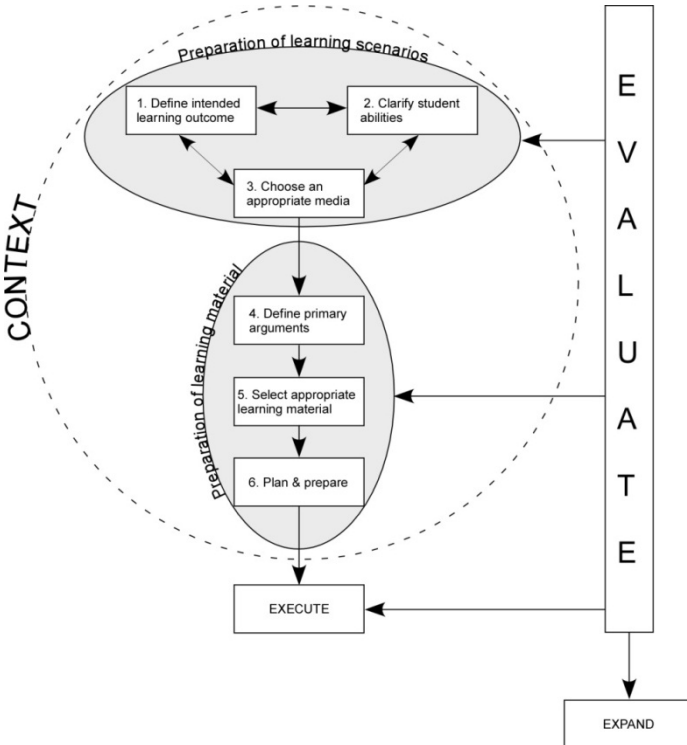 Preparation of learning scenarios
1. Define intended
learning outcome
2. Clarify student
abilities
3. Choose an
appropriate media
CONTEXT
Preparation of learning material
4. Define primary
arguments
5. Select appropriate
learning material
6. Plan & prepare
EXECUTE
E
V
A
L
U
A
T
E
EXPAND